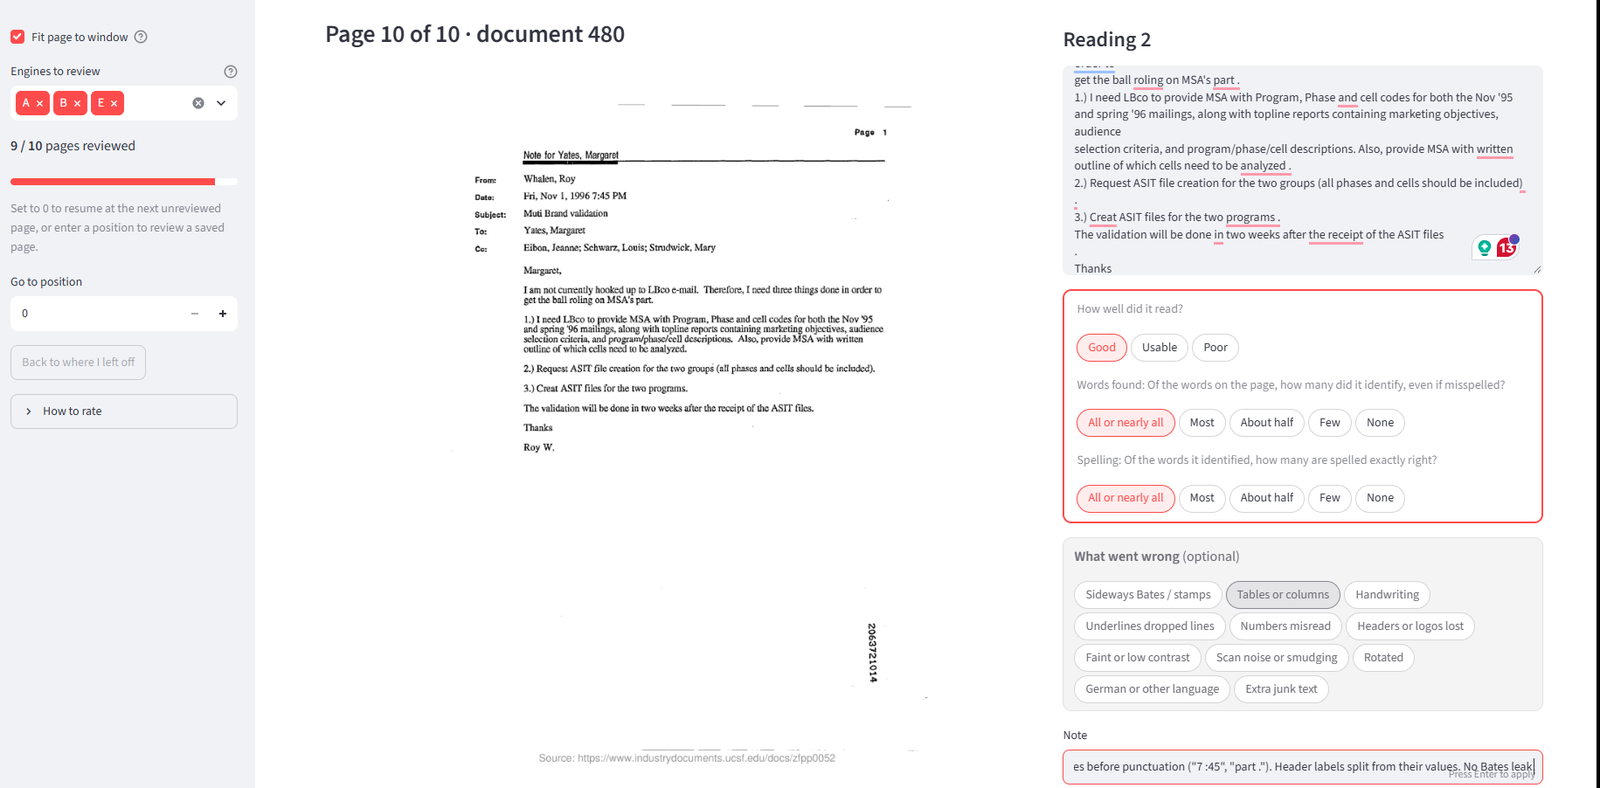 Fit page to window
Engines to review
A × B × E ×
9 / 10 pages reviewed
Set to 0 to resume at the next unreviewed
page, or enter a position to review a saved
page.
Go to position
0
Back to where I left off
How to rate
Page 10 of 10 · document 480
Page 1
Note for Yates, Margaret
From: Whalen, Roy
Date: Fri, Nov 1, 1996 7:45 PM
Subject: Muti Brand validation
To: Yates, Margaret
Cc: Eibon, Jeanne; Schwarz, Louis; Strudwick, Mary
Margaret,
I am not currently hooked up to LBco e-mail. Therefore, I need three things done in order to
get the ball roling on MSA's part.
1.) I need LBco to provide MSA with Program, Phase and cell codes for both the Nov '95
and spring '96 mailings, along with topline reports containing marketing objectives, audience
selection criteria, and program/phase/cell descriptions. Also, provide MSA with written
outline of which cells need to be analyzed.
2.) Request ASIT file creation for the two groups (all phases and cells should be included).
3.) Creat ASIT files for the two programs.
The validation will be done in two weeks after the receipt of the ASIT files.
Thanks
Roy W.
2063721014
Source: https://www.industrydocuments.ucsf.edu/docs/zfpp0052
Reading 2
order to
get the ball roling on MSA's part .
1.) I need LBco to provide MSA with Program, Phase and cell codes for both the Nov '95
and spring '96 mailings, along with topline reports containing marketing objectives,
audience
selection criteria, and program/phase/cell descriptions. Also, provide MSA with written
outline of which cells need to be analyzed .
2.) Request ASIT file creation for the two groups (all phases and cells should be included)
.
3.) Creat ASIT files for the two programs .
The validation will be done in two weeks after the receipt of the ASIT files
.
Thanks
13
How well did it read?
Good Usable Poor
Words found: Of the words on the page, how many did it identify, even if misspelled?
All or nearly all Most About half Few None
Spelling: Of the words it identified, how many are spelled exactly right?
All or nearly all Most About half Few None
What went wrong (optional)
Sideways Bates / stamps Tables or columns Handwriting
Underlines dropped lines Numbers misread Headers or logos lost
Faint or low contrast Scan noise or smudging Rotated
German or other language Extra junk text
Note
es before punctuation ("7 :45", "part ."). Header labels split from their values. No Bates leak
Press Enter to apply